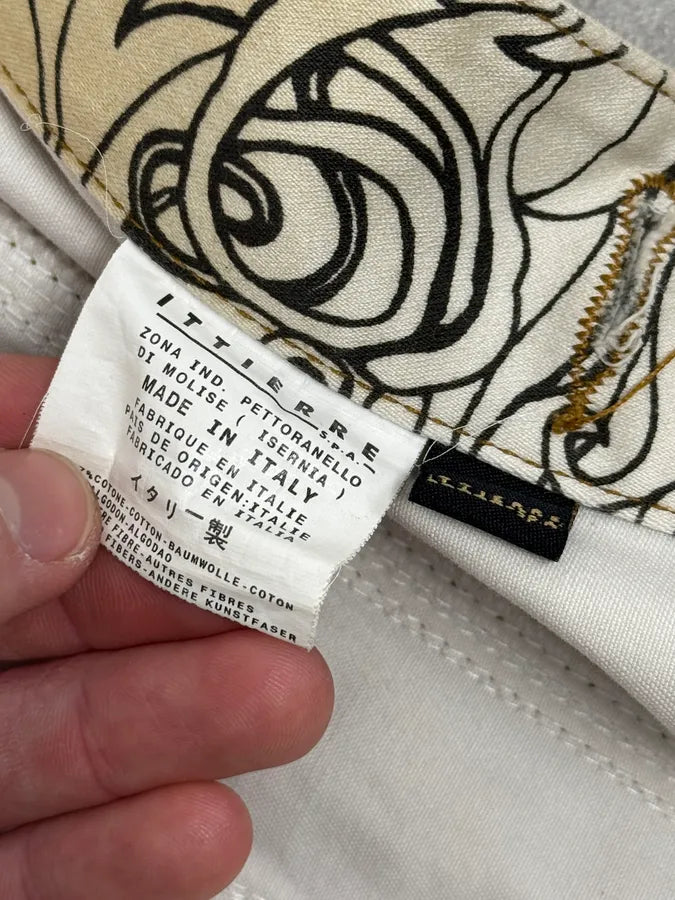 ITTIERRE
S.P.A.
ZONA IND. PETTORANELLO
DI MOLISE ( ISERNIA )
MADE IN ITALY
FABRIQUE EN ITALIE
PAIS DE ORIGEN:ITALIE
FABRICADO EN ITALIA
イタリー製
%COTONE-COTTON-BAUMWOLLE-COTON
ALGODON-ALGODAO
FIBRE-AUTRES FIBRES
FIBERS-ANDERE KUNSTFASER
ITTIERRE